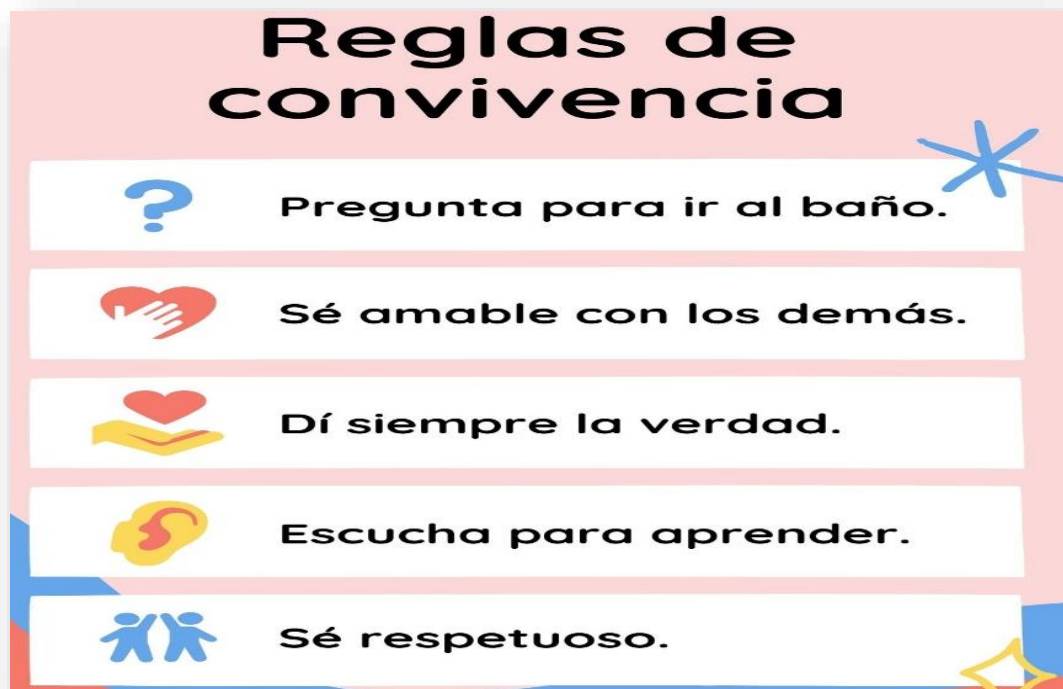 Reglas de
convivencia
Pregunta para ir al baño.
Sé amable con los demás.
Dí siempre la verdad.
Escucha para aprender.
Sé respetuoso.